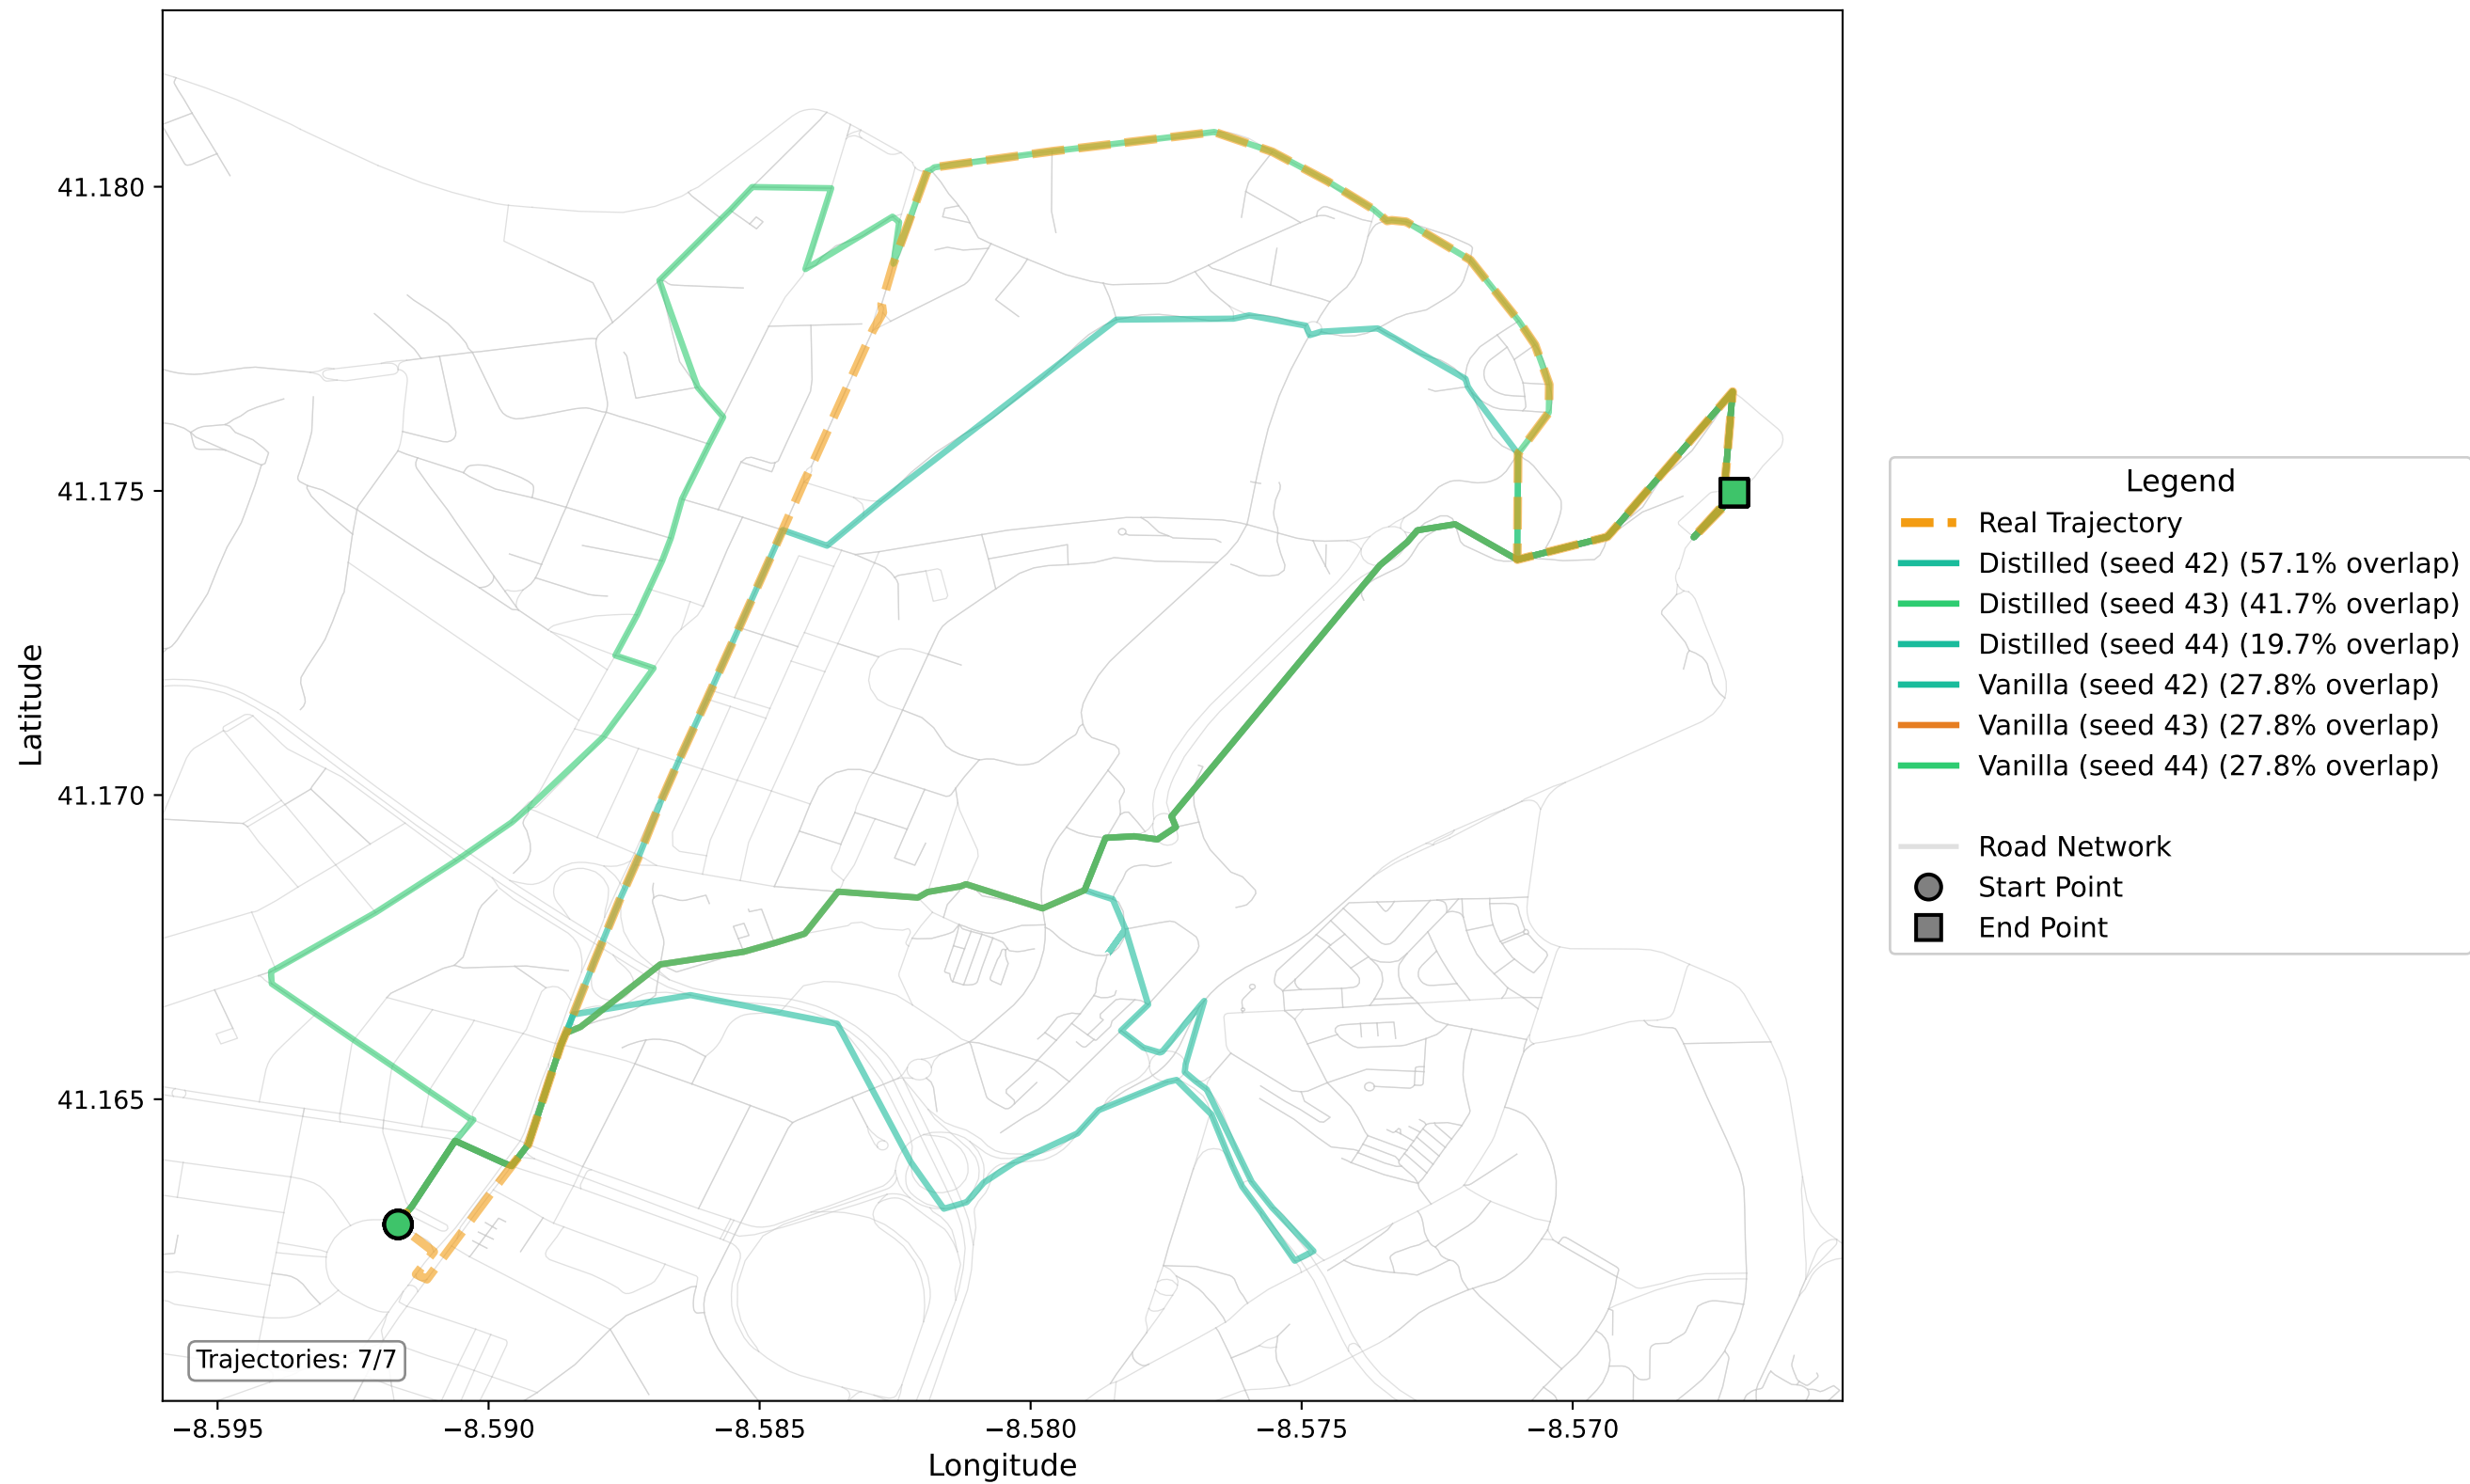 41.180
41.175
41.170
41.165
Latitude
−8.595
−8.590
−8.585
−8.580
−8.575
−8.570
Longitude
Trajectories: 7/7
Legend
Real Trajectory
Distilled (seed 42) (57.1% overlap)
Distilled (seed 43) (41.7% overlap)
Distilled (seed 44) (19.7% overlap)
Vanilla (seed 42) (27.8% overlap)
Vanilla (seed 43) (27.8% overlap)
Vanilla (seed 44) (27.8% overlap)
Road Network
Start Point
End Point